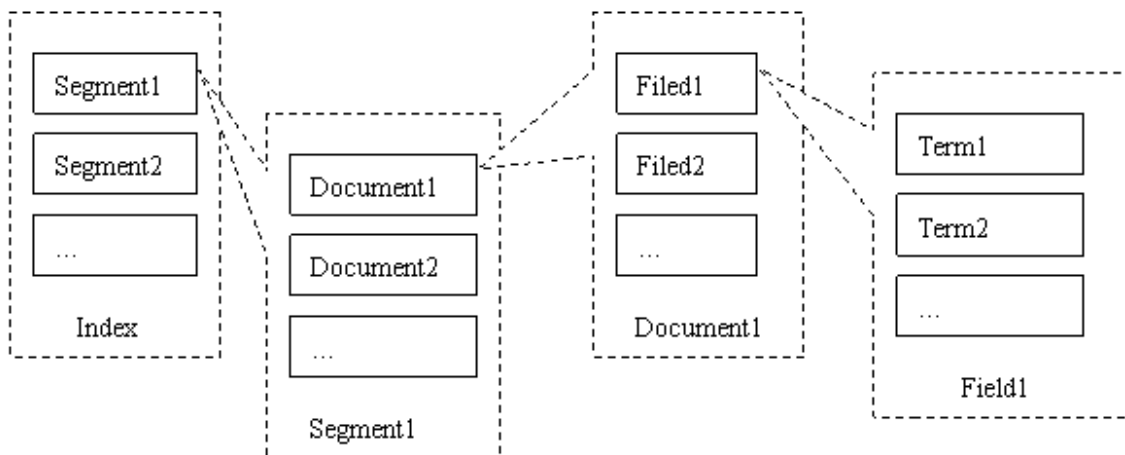 Segment1
Segment2
...
Index
Document1
Document2
...
Segment1
Filed1
Filed2
...
Document1
Term1
Term2
...
Field1